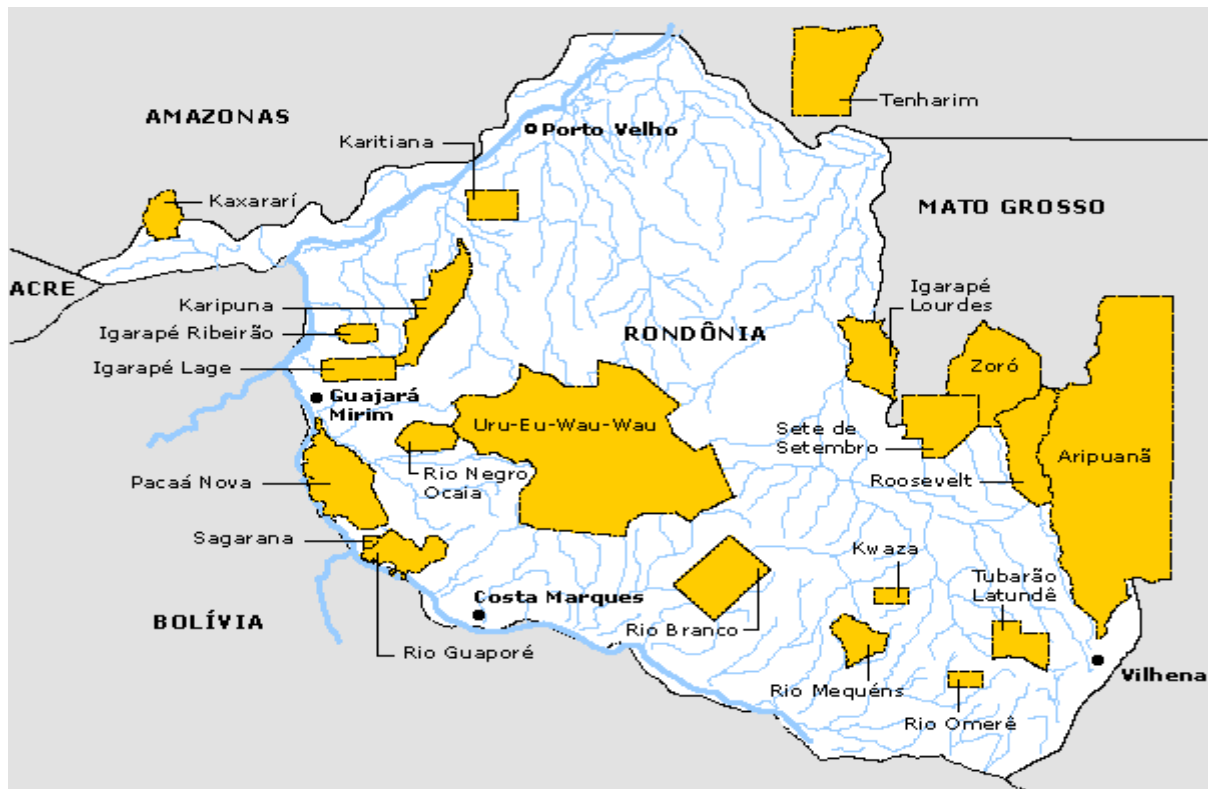 Tenharim
AMAZONAS
Porto Velho
Karitiana
Kaxararí
MATO GROSSO
ACRE
Igarapé
Lourdes
Karipuna
Igarapé Ribeirão
RONDÔNIA
Igarapé Lage
Zoró
Guajará
Mirim
Uru-Eu-Wau-Wau
Sete de
Setembro
Aripuanã
Rio Negro
Ocaia
Pacaá Nova
Roosevelt
Sagarana
Kwaza
Tubarão
Latundê
Costa Marques
BOLÍVIA
Rio Branco
Rio Guaporé
Vilhena
Rio Mequéns
Rio Omerê